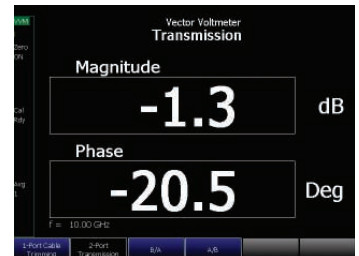 VVM
Vector Voltmeter
Transmission
Zero
ON
Magnitude
-1.3 dB
Cal
Rdy
Phase
-20.5 Deg
Avg
1
f = 10.00 GHz
1-Port Cable
Trimming
2-Port
Transmission
B/A
A/B